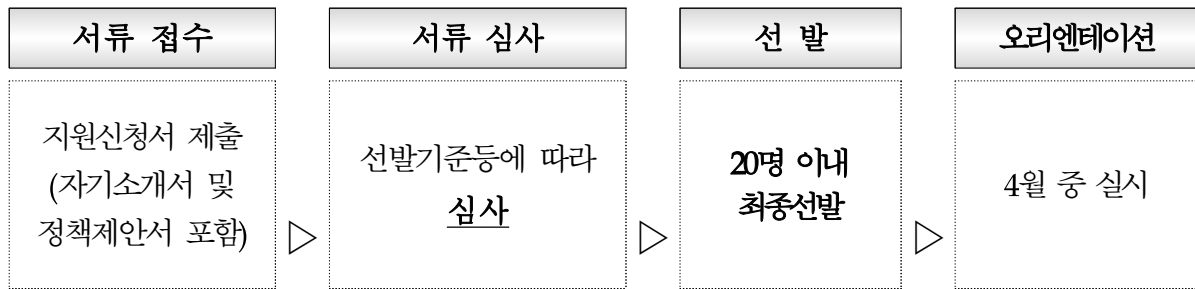 서류 접수
지원신청서 제출
(자기소개서 및
정책제안서 포함)
▷
서류 심사
선발기준등에 따라
심사
▷
선 발
20명 이내
최종선발
▷
오리엔테이션
4월 중 실시